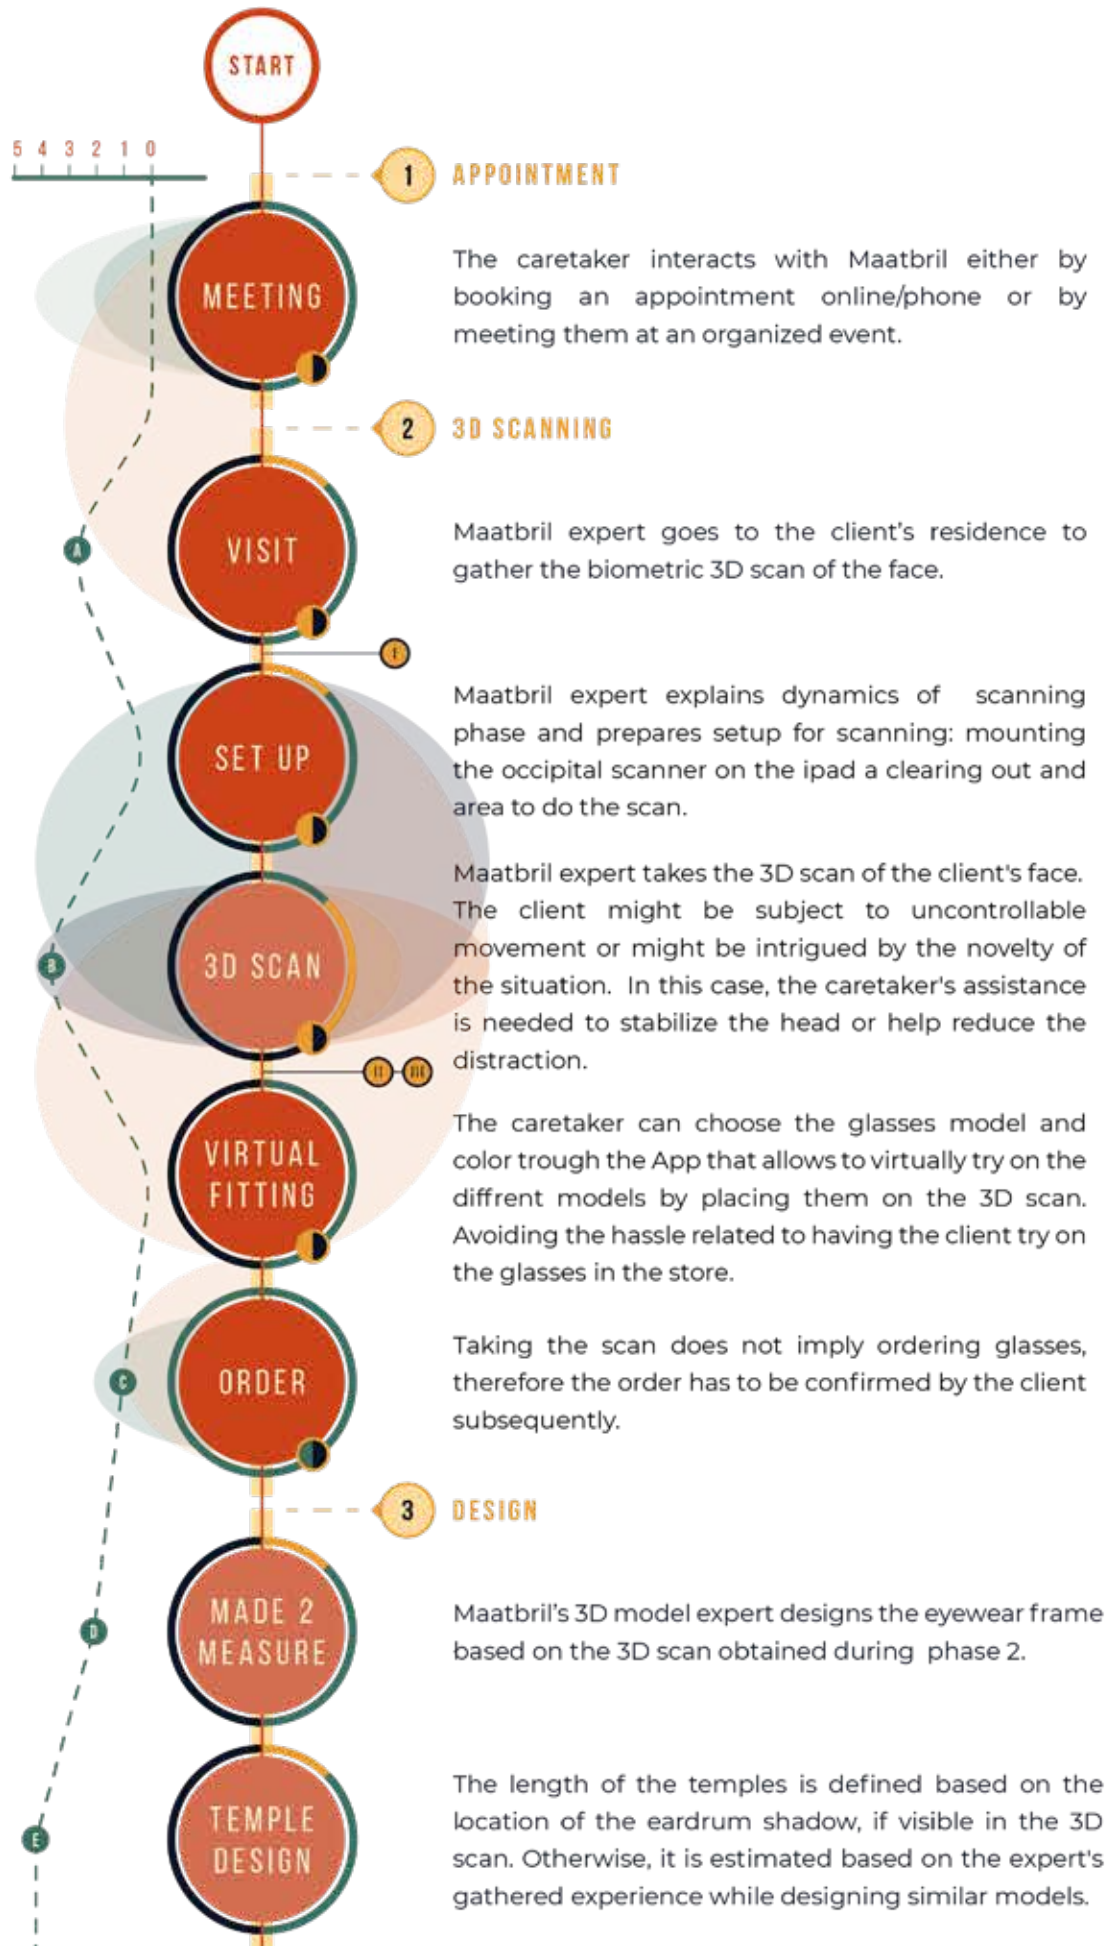 START
5 4 3 2 1 0
1 APPOINTMENT
MEETING
The caretaker interacts with Maatbril either by
booking an appointment online/phone or by
meeting them at an organized event.
2 3D SCANNING
A
VISIT
Maatbril expert goes to the client's residence to
gather the biometric 3D scan of the face.
I
SET UP
Maatbril expert explains dynamics of scanning
phase and prepares setup for scanning: mounting
the occipital scanner on the ipad a clearing out and
area to do the scan.
B
3D SCAN
Maatbril expert takes the 3D scan of the client's face.
The client might be subject to uncontrollable
movement or might be intrigued by the novelty of
the situation. In this case, the caretaker's assistance
is needed to stabilize the head or help reduce the
distraction.
II III
VIRTUAL
FITTING
The caretaker can choose the glasses model and
color trough the App that allows to virtually try on the
diffrent models by placing them on the 3D scan.
Avoiding the hassle related to having the client try on
the glasses in the store.
C
ORDER
Taking the scan does not imply ordering glasses,
therefore the order has to be confirmed by the client
subsequently.
3 DESIGN
D
MADE 2
MEASURE
Maatbril's 3D model expert designs the eyewear frame
based on the 3D scan obtained during phase 2.
E
TEMPLE
DESIGN
The length of the temples is defined based on the
location of the eardrum shadow, if visible in the 3D
scan. Otherwise, it is estimated based on the expert's
gathered experience while designing similar models.